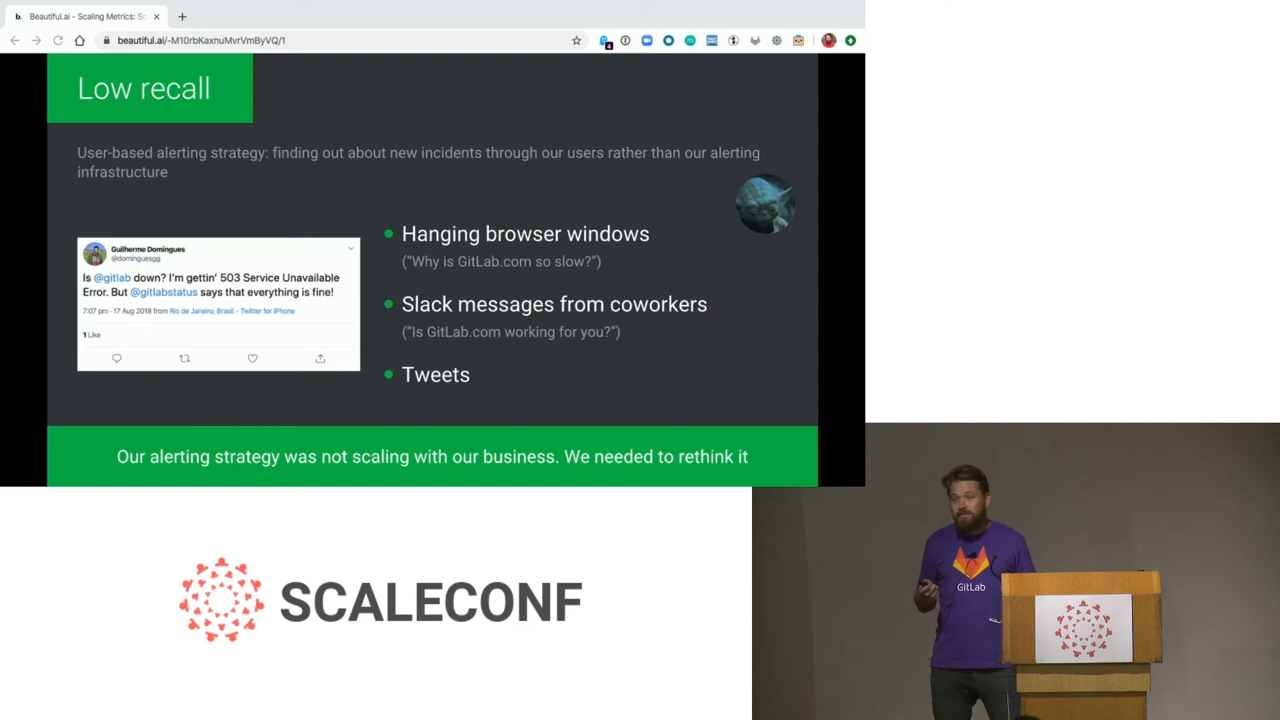 b. Beautiful.ai - Scaling Metrics: Sc
beautiful.ai/-M10rbKaxnuMvrVmByVQ/1
4
Low recall
User-based alerting strategy: finding out about new incidents through our users rather than our alerting
infrastructure
Guilherme Domingues
@dominguesgg
Is @gitlab down? I'm gettin' 503 Service Unavailable
Error. But @gitlabstatus says that everything is fine!
7:07 pm · 17 Aug 2018 from Rio de Janeiro, Brasil · Twitter for iPhone
1 Like
Hanging browser windows
("Why is GitLab.com so slow?")
Slack messages from coworkers
("Is GitLab.com working for you?")
Tweets
Our alerting strategy was not scaling with our business. We needed to rethink it
SCALECONF
GitLab